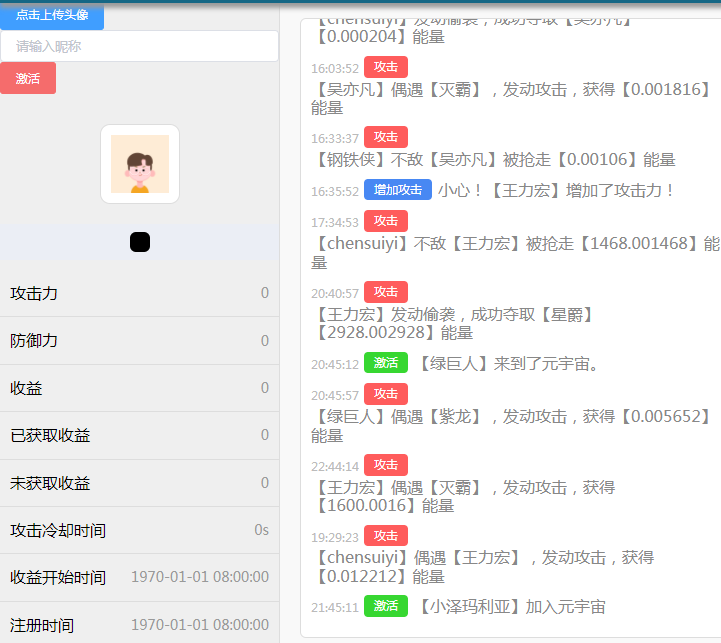 点击上传头像
请输入昵称
激活
攻击力 0
防御力 0
收益 0
已获取收益 0
未获取收益 0
攻击冷却时间 0s
收益开始时间 1970-01-01 08:00:00
注册时间 1970-01-01 08:00:00
【chensuiyi】发动偷袭，成功夺取【吴亦凡】
【0.000204】能量
16:03:52 攻击
【吴亦凡】偶遇【灭霸】，发动攻击，获得【0.001816】
能量
16:33:37 攻击
【钢铁侠】不敌【吴亦凡】被抢走【0.00106】能量
16:35:52 增加攻击 小心！【王力宏】增加了攻击力！
17:34:53 攻击
【chensuiyi】不敌【王力宏】被抢走【1468.001468】能
量
20:40:57 攻击
【王力宏】发动偷袭，成功夺取【星爵】
【2928.002928】能量
20:45:12 激活 【绿巨人】来到了元宇宙。
20:45:57 攻击
【绿巨人】偶遇【紫龙】，发动攻击，获得【0.005652】
能量
22:44:14 攻击
【王力宏】偶遇【灭霸】，发动攻击，获得
【1600.0016】能量
19:29:23 攻击
【chensuiyi】偶遇【王力宏】，发动攻击，获得
【0.012212】能量
21:45:11 激活 【小泽玛利亚】加入元宇宙